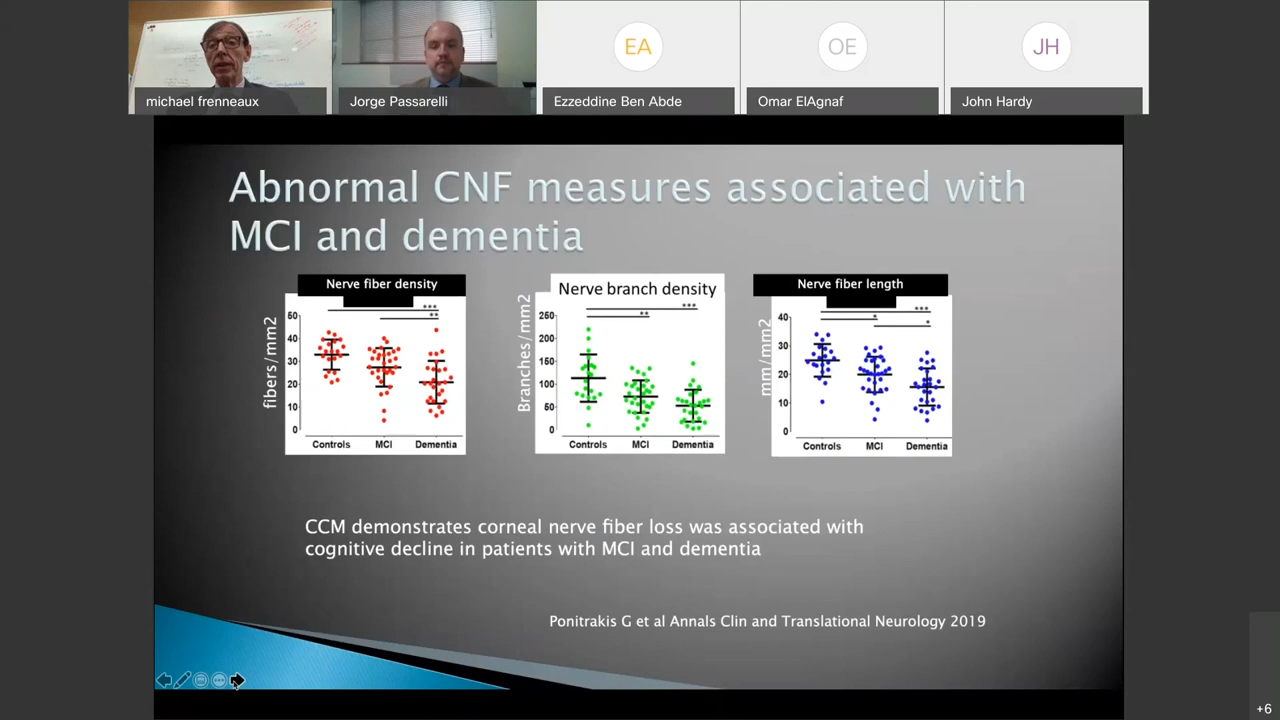 EA
OE
JH
michael frenneaux
Jorge Passarelli
Ezzeddine Ben Abde
Omar ElAgnaf
John Hardy
Abnormal CNF measures associated with
MCI and dementia
Nerve fiber density
fibers/mm2
***
**
50
40
30
20
10
0
Controls
MCI
Dementia
Nerve branch density
Branches/mm2
***
**
250
200
150
100
50
0
Controls
MCI
Dementia
Nerve fiber length
mm/mm2
***
*
*
40
30
20
10
0
Controls
MCI
Dementia
CCM demonstrates corneal nerve fiber loss was associated with
cognitive decline in patients with MCI and dementia
Ponitrakis G et al Annals Clin and Translational Neurology 2019
+6